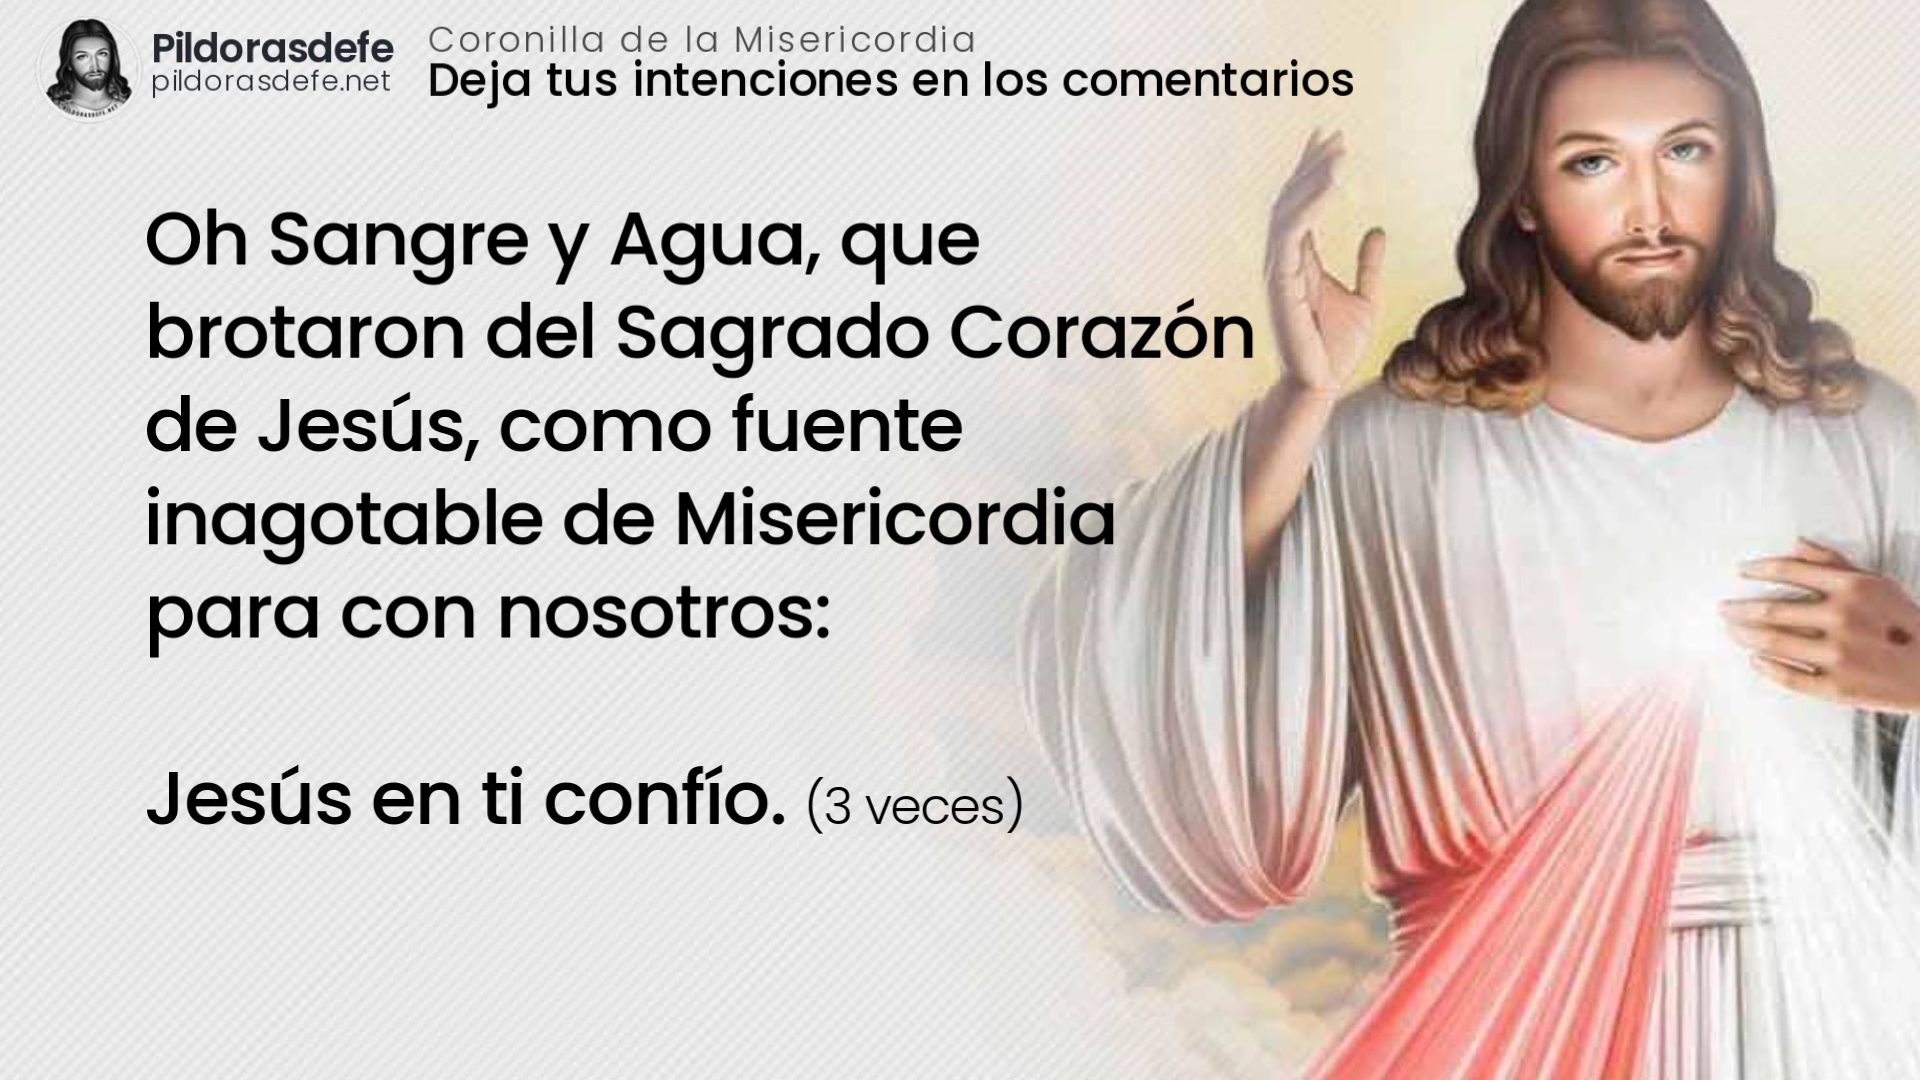 Pildorasdefe
pildorasdefe.net
Coronilla de la Misericordia
Deja tus intenciones en los comentarios
Oh Sangre y Agua, que
brotaron del Sagrado Corazón
de Jesús, como fuente
inagotable de Misericordia
para con nosotros:
Jesús en ti confío. (3 veces)